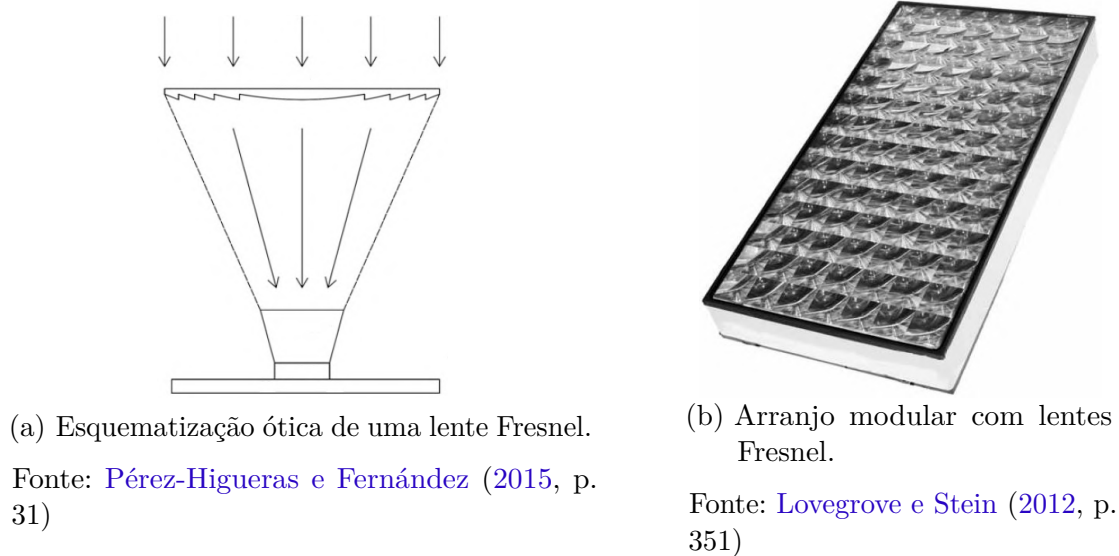 (a) Esquematização ótica de uma lente Fresnel.
Fonte: Pérez-Higueras e Fernández (2015, p.
31)
(b) Arranjo modular com lentes
Fresnel.
Fonte: Lovegrove e Stein (2012, p.
351)